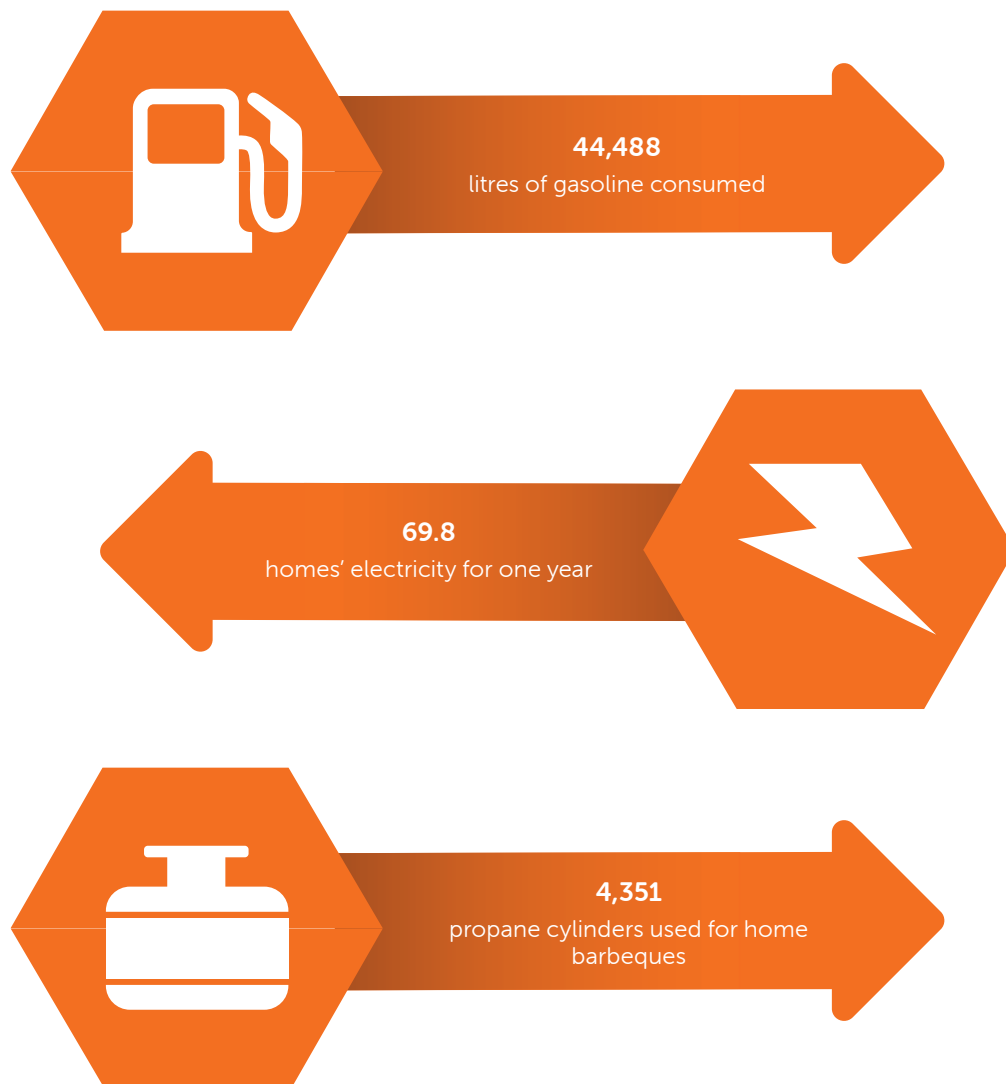 44,488
litres of gasoline consumed
69.8
homes’ electricity for one year
4,351
propane cylinders used for home
barbeques